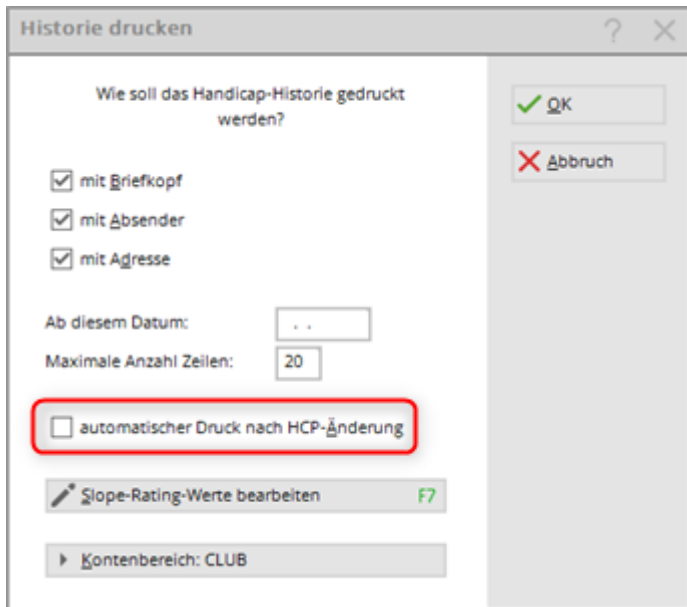 Historie drucken
Wie soll das Handicap-Historie gedruckt
werden?
OK
Abbruch
mit Briefkopf
mit Absender
mit Adresse
Ab diesem Datum: . .
Maximale Anzahl Zeilen: 20
automatischer Druck nach HCP-Änderung
Slope-Rating-Werte bearbeiten F7
Kontenbereich: CLUB